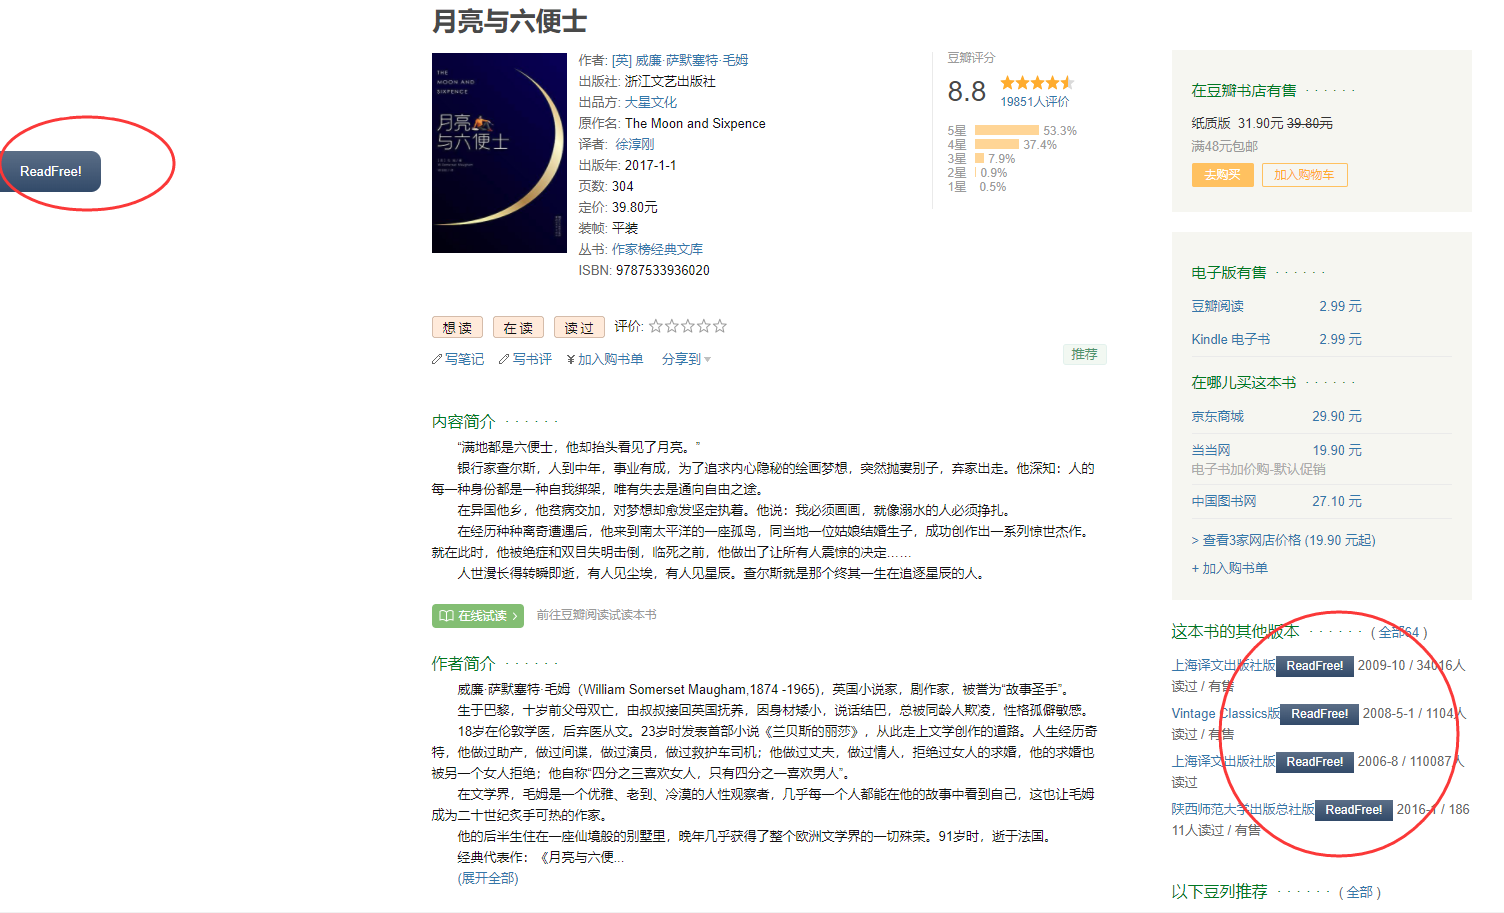 月亮与六便士
ReadFree!
THE
MOON AND
SIXPENCE
月亮
与六便士
作者: [英] 威廉·萨默塞特·毛姆
出版社: 浙江文艺出版社
出品方: 大星文化
原作名: The Moon and Sixpence
译者: 徐淳刚
出版年: 2017-1-1
页数: 304
定价: 39.80元
装帧: 平装
丛书: 作家榜经典文库
ISBN: 9787533936020
豆瓣评分
8.8
19851人评价
5星 53.3%
4星 37.4%
3星 7.9%
2星 0.9%
1星 0.5%
想读 在读 读过 评价:
写笔记 写书评 ¥加入购书单 分享到
推荐
内容简介 · · · · · ·
“满地都是六便士，他却抬头看见了月亮。”
银行家查尔斯，人到中年，事业有成，为了追求内心隐秘的绘画梦想，突然抛妻别子，弃家出走。他深知：人的
每一种身份都是一种自我绑架，唯有失去是通向自由之途。
在异国他乡，他贫病交加，对梦想却愈发坚定执着。他说：我必须画画，就像溺水的人必须挣扎。
在经历种种离奇遭遇后，他来到南太平洋的一座孤岛，同当地一位姑娘结婚生子，成功创作出一系列惊世杰作。
就在此时，他被绝症和双目失明击倒，临死之前，他做出了让所有人震惊的决定……
人世漫长得转瞬即逝，有人见尘埃，有人见星辰。查尔斯就是那个终其一生在追逐星辰的人。
在线试读 ›
前往豆瓣阅读试读本书
作者简介 · · · · · ·
威廉·萨默塞特·毛姆（William Somerset Maugham,1874 -1965)，英国小说家，剧作家，被誉为“故事圣手”。
生于巴黎，十岁前父母双亡，由叔叔接回英国抚养，因身材矮小，说话结巴，总被同龄人欺凌，性格孤僻敏感。
18岁在伦敦学医，后弃医从文。23岁时发表首部小说《兰贝斯的丽莎》，从此走上文学创作的道路。人生经历奇
特，他做过助产，做过间谍，做过演员，做过救护车司机；他做过丈夫，做过情人，拒绝过女人的求婚，他的求婚也
被另一个女人拒绝；他自称“四分之三喜欢女人，只有四分之一喜欢男人”。
在文学界，毛姆是一个优雅、老到、冷漠的人性观察者，几乎每一个人都能在他的故事中看到自己，这也让毛姆
成为二十世纪炙手可热的作家。
他的后半生住在一座仙境般的别墅里，晚年几乎获得了整个欧洲文学界的一切殊荣。91岁时，逝于法国。
经典代表作：《月亮与六便...
(展开全部)
在豆瓣书店有售 · · · · · ·
纸质版 31.90元 39.80元
满48元包邮
去购买 加入购物车
电子版有售 · · · · · ·
豆瓣阅读 2.99 元
Kindle 电子书 2.99 元
在哪儿买这本书 · · · · · ·
京东商城 29.90 元
当当网 19.90 元
电子书加价购-默认促销
中国图书网 27.10 元
> 查看3家网店价格 (19.90 元起)
+ 加入购书单
这本书的其他版本 · · · · · · ( 全部64 )
上海译文出版社版 ReadFree! 2009-10 / 34016人
读过 / 有售
Vintage Classics版 ReadFree! 2008-5-1 / 1104人
读过 / 有售
上海译文出版社版 ReadFree! 2006-8 / 110087人
读过
陕西师范大学出版总社版 ReadFree! 2016-1 / 186
11人读过 / 有售
以下豆列推荐 · · · · · · ( 全部 )